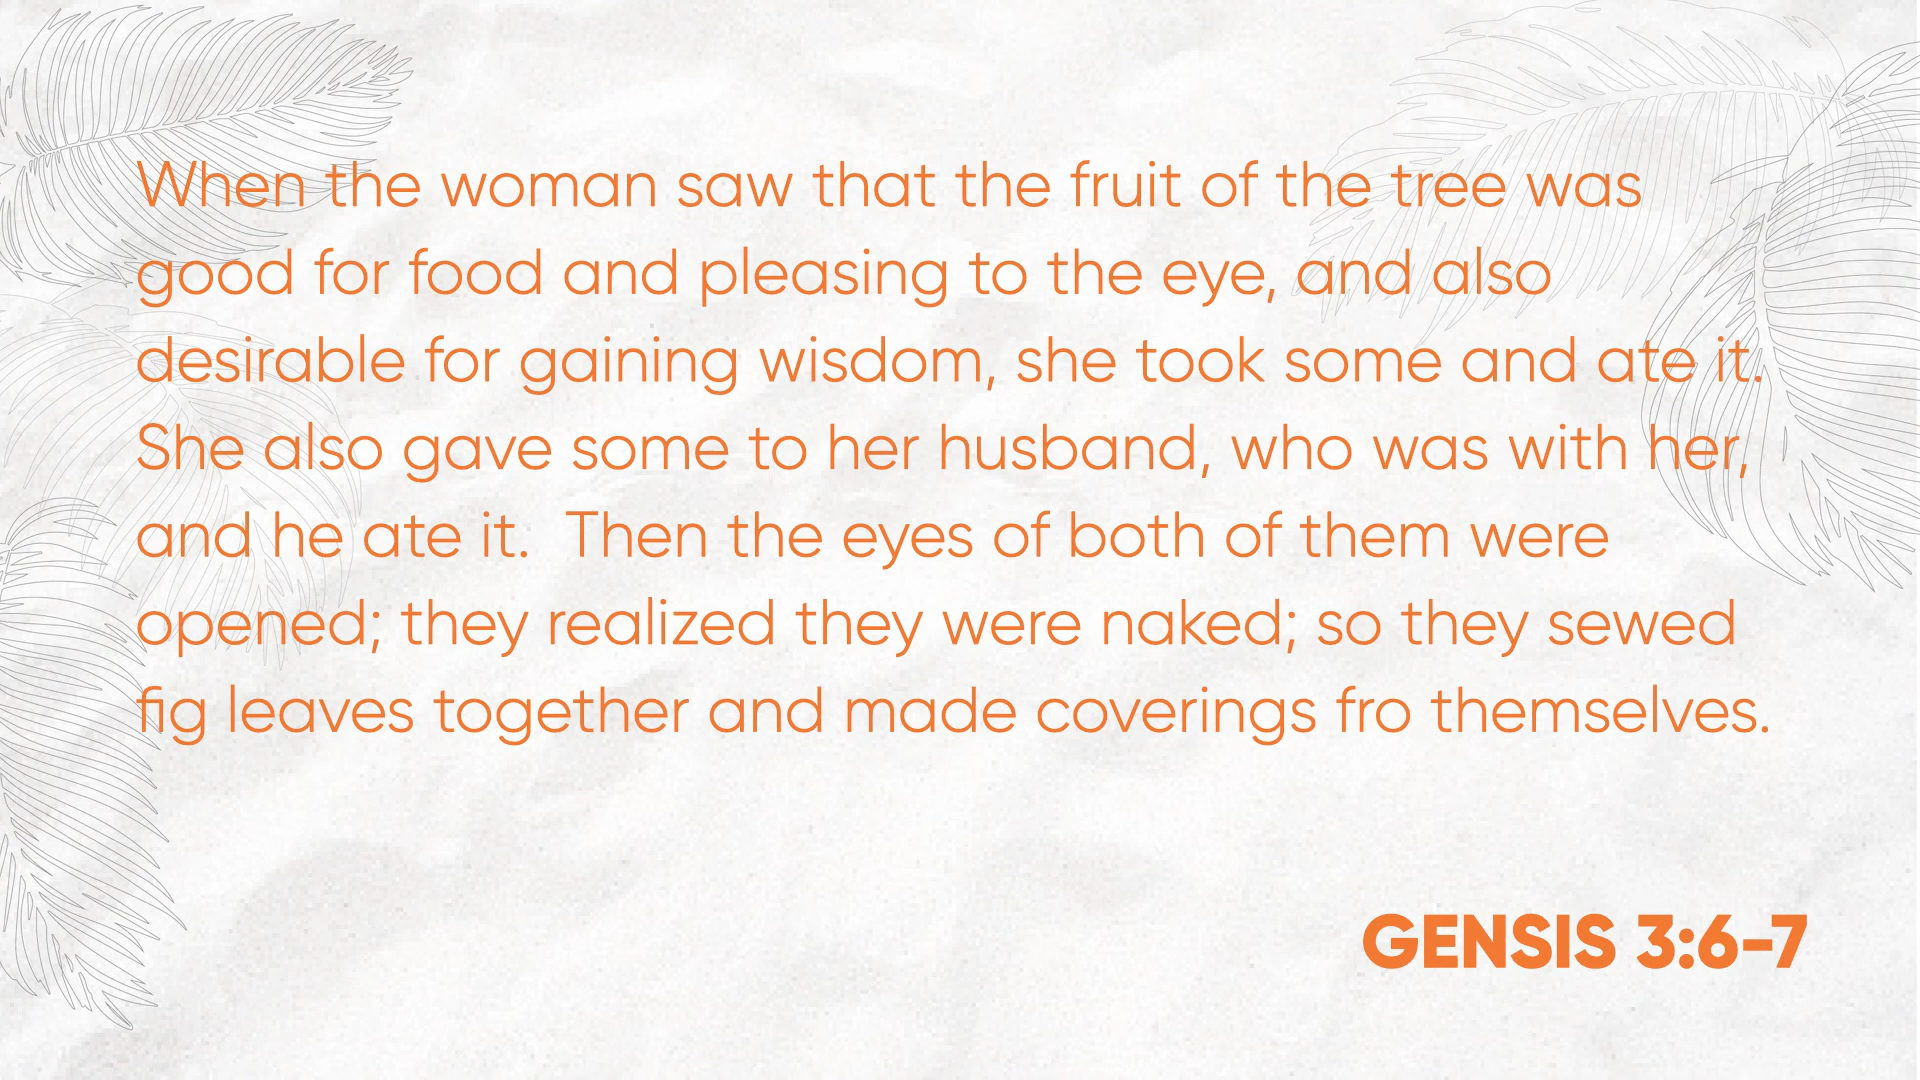 When the woman saw that the fruit of the tree was
good for food and pleasing to the eye, and also
desirable for gaining wisdom, she took some and ate it.
She also gave some to her husband, who was with her,
and he ate it.  Then the eyes of both of them were
opened; they realized they were naked; so they sewed
fig leaves together and made coverings fro themselves.
GENSIS 3:6-7